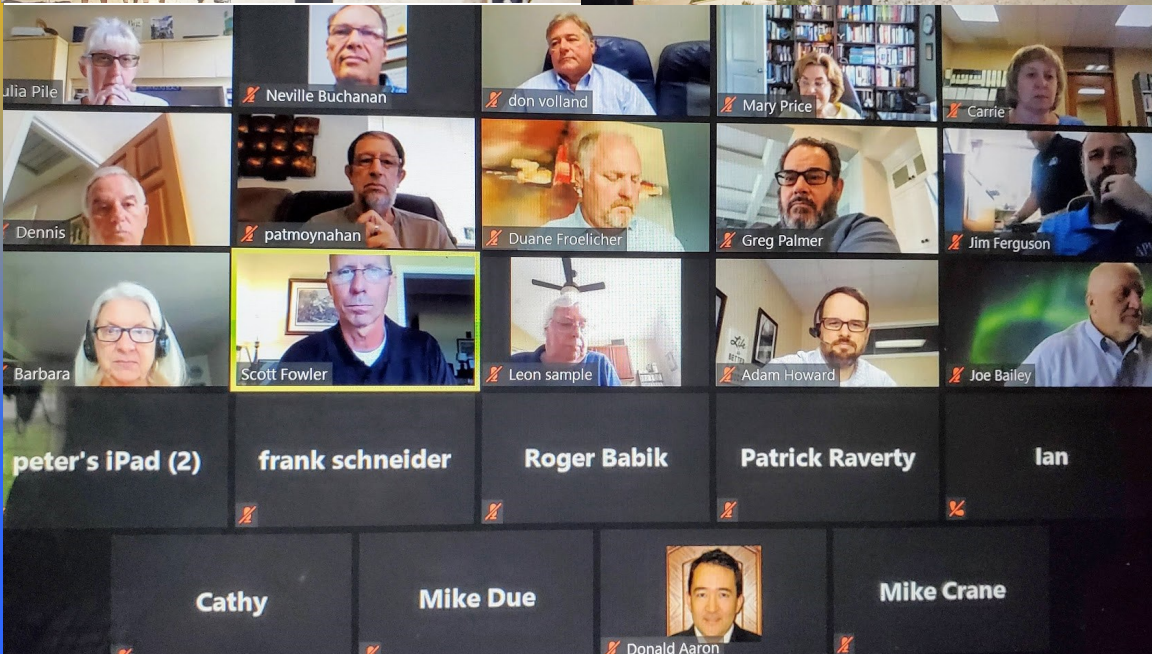 ulia Pile
Neville Buchanan
don volland
Mary Price
Carrie
Dennis
patmoynahan
Duane Froelicher
Greg Palmer
Jim Ferguson
Barbara
Scott Fowler
Life
BETTER
Leon sample
Adam Howard
Joe Bailey
peter's iPad (2)
frank schneider
Roger Babik
Patrick Raverty
Ian
Cathy
Mike Due
Donald Aaron
Mike Crane